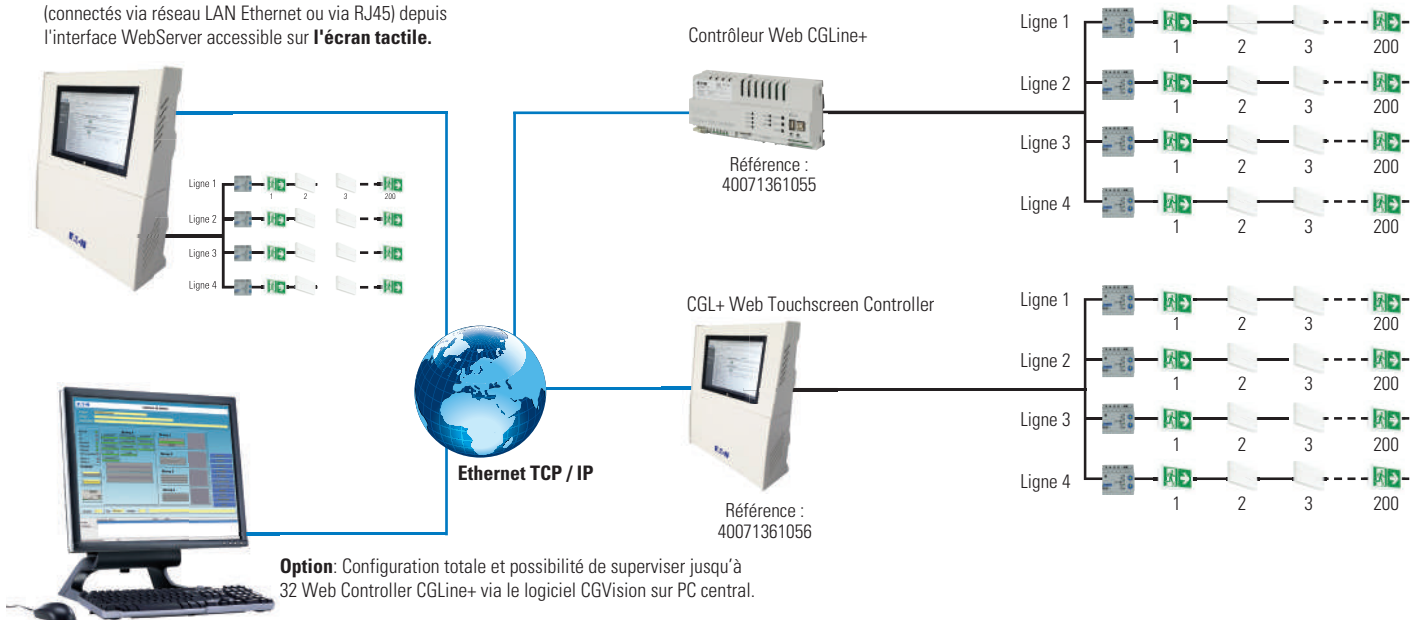 (connectés via réseau LAN Ethernet ou via RJ45) depuis
l'interface WebServer accessible sur l'écran tactile.
Ligne 1
1 2 3 200
Ligne 2
Ligne 3
Ligne 4
EATON
Contrôleur Web CGLine+
Référence :
40071361055
Ligne 1
1 2 3 200
Ligne 2
1 2 3 200
Ligne 3
1 2 3 200
Ligne 4
1 2 3 200
CGL+ Web Touchscreen Controller
EATON
Référence :
40071361056
Ligne 1
1 2 3 200
Ligne 2
1 2 3 200
Ligne 3
1 2 3 200
Ligne 4
1 2 3 200
Ethernet TCP / IP
Option: Configuration totale et possibilité de superviser jusqu'à
32 Web Controller CGLine+ via le logiciel CGVision sur PC central.